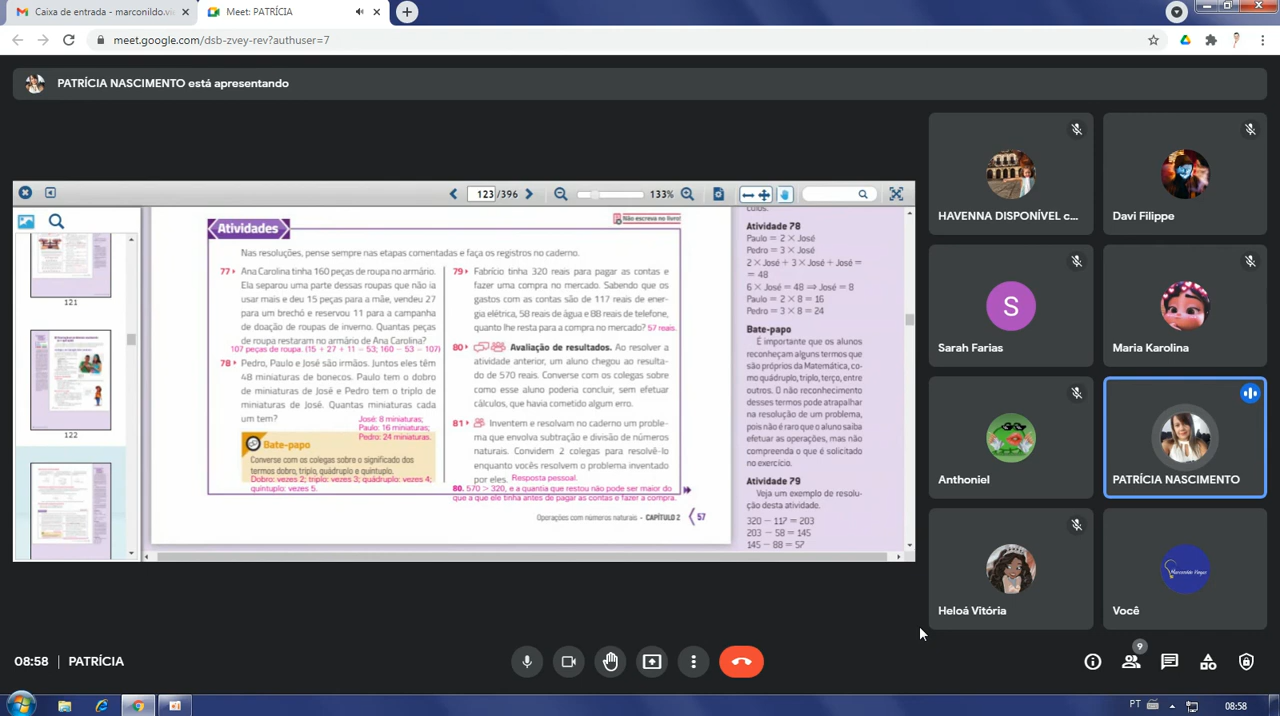 Caixa de entrada - marconildo.vie
Meet: PATRÍCIA
meet.google.com/dsb-zvey-rev?authuser=7
PATRÍCIA NASCIMENTO está apresentando
123 /396
133%
121
122
Não escreva no livro!
Atividades
Nas resoluções, pense sempre nas etapas comentadas e faça os registros no caderno.
77 Ana Carolina tinha 160 peças de roupa no armário.
Ela separou uma parte dessas roupas que não ia
usar mais e deu 15 peças para a mãe, vendeu 27
para um brechó e reservou 11 para a campanha
de doação de roupas de inverno. Quantas peças
de roupa restaram no armário de Ana Carolina?
107 peças de roupa. (15 + 27 + 11 = 53; 160 − 53 = 107)
78 Pedro, Paulo e José são irmãos. Juntos eles têm
48 miniaturas de bonecos. Paulo tem o dobro
de miniaturas de José e Pedro tem o triplo de
miniaturas de José. Quantas miniaturas cada
um tem?
José: 8 miniaturas;
Paulo: 16 miniaturas;
Pedro: 24 miniaturas.
Bate-papo
Converse com os colegas sobre o significado dos
termos dobro, triplo, quádruplo e quíntuplo.
Dobro: vezes 2; triplo: vezes 3; quádruplo: vezes 4;
quíntuplo: vezes 5.
79 Fabrício tinha 320 reais para pagar as contas e
fazer uma compra no mercado. Sabendo que os
gastos com as contas são de 117 reais de ener-
gia elétrica, 58 reais de água e 88 reais de telefone,
quanto lhe resta para a compra no mercado? 57 reais.
80 Avaliação de resultados. Ao resolver a
atividade anterior, um aluno chegou ao resulta-
do de 570 reais. Converse com os colegas sobre
como esse aluno poderia concluir, sem efetuar
cálculos, que havia cometido algum erro.
81 Inventem e resolvam no caderno um proble-
ma que envolva subtração e divisão de números
naturais. Convidem 2 colegas para resolvê-lo
enquanto vocês resolvem o problema inventado
por eles. Resposta pessoal.
80. 570 > 320, e a quantia que restou não pode ser maior do
que a que ele tinha antes de pagar as contas e fazer a compra.
Operações com números naturais - CAPÍTULO 2 57
culos.
Atividade 78
Paulo = 2 × José
Pedro = 3 × José
2 × José + 3 × José + José =
= 48
6 × José = 48 ⇒ José = 8
Paulo = 2 × 8 = 16
Pedro = 3 × 8 = 24
Bate-papo
É importante que os alunos
reconheçam alguns termos que
são próprios da Matemática, co-
mo quádruplo, triplo, terço, entre
outros. O não reconhecimento
desses termos pode atrapalhar
na resolução de um problema,
pois não é raro que o aluno saiba
efetuar as operações, mas não
compreenda o que é solicitado
no exercício.
Atividade 79
Veja um exemplo de resolu-
ção desta atividade.
320 − 117 = 203
203 − 58 = 145
145 − 88 = 57
HAVENNA DISPONÍVEL c...
Davi Filippe
S
Sarah Farias
Maria Karolina
Anthoniel
PATRÍCIA NASCIMENTO
Heloá Vitória
Marconildo Viegas
Você
08:58 | PATRÍCIA
9
PT
08:58